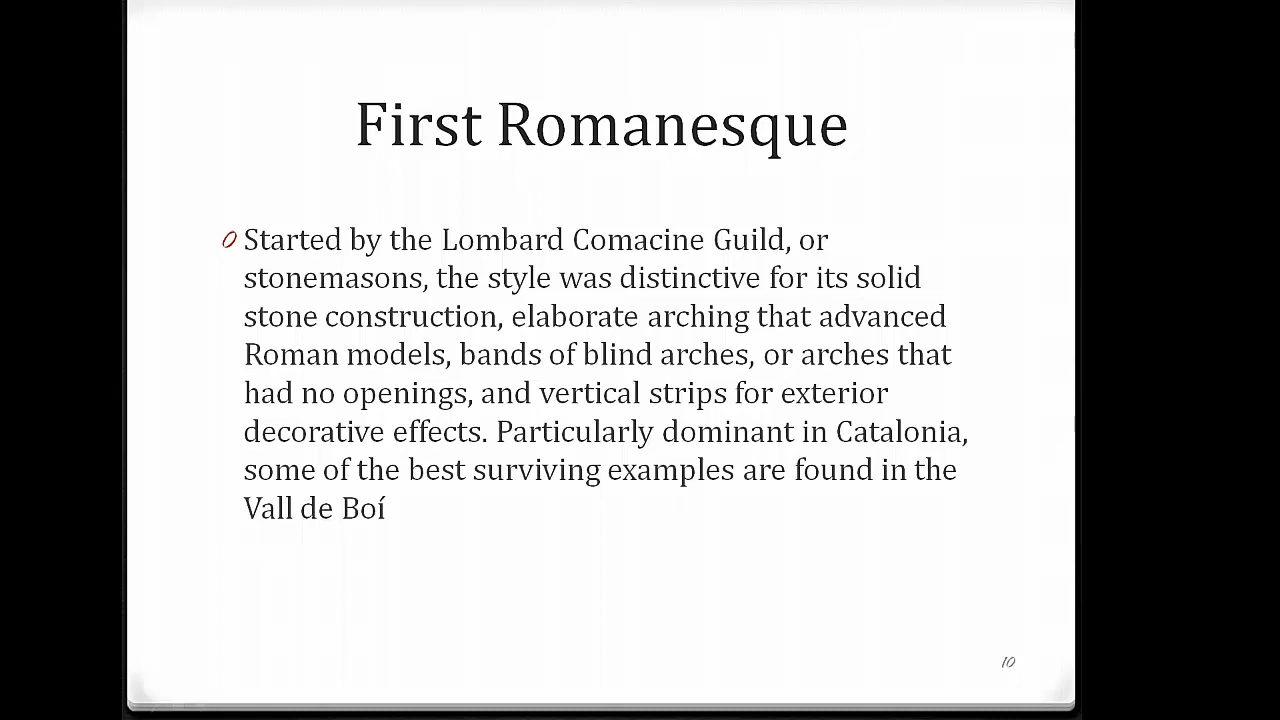 First Romanesque
Started by the Lombard Comacine Guild, or
stonemasons, the style was distinctive for its solid
stone construction, elaborate arching that advanced
Roman models, bands of blind arches, or arches that
had no openings, and vertical strips for exterior
decorative effects. Particularly dominant in Catalonia,
some of the best surviving examples are found in the
Vall de Boí
10